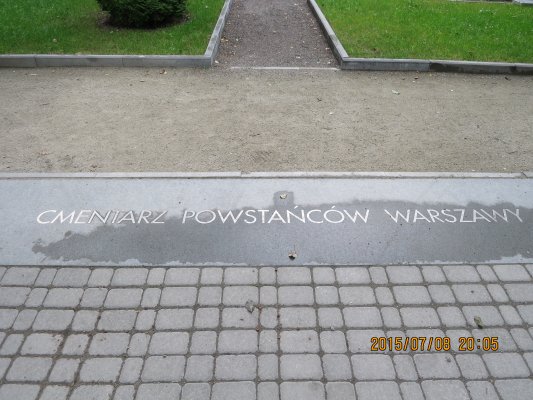 CMENTARZ POWSTAŃCÓW WARSZAWY
2015/07/08 20:05